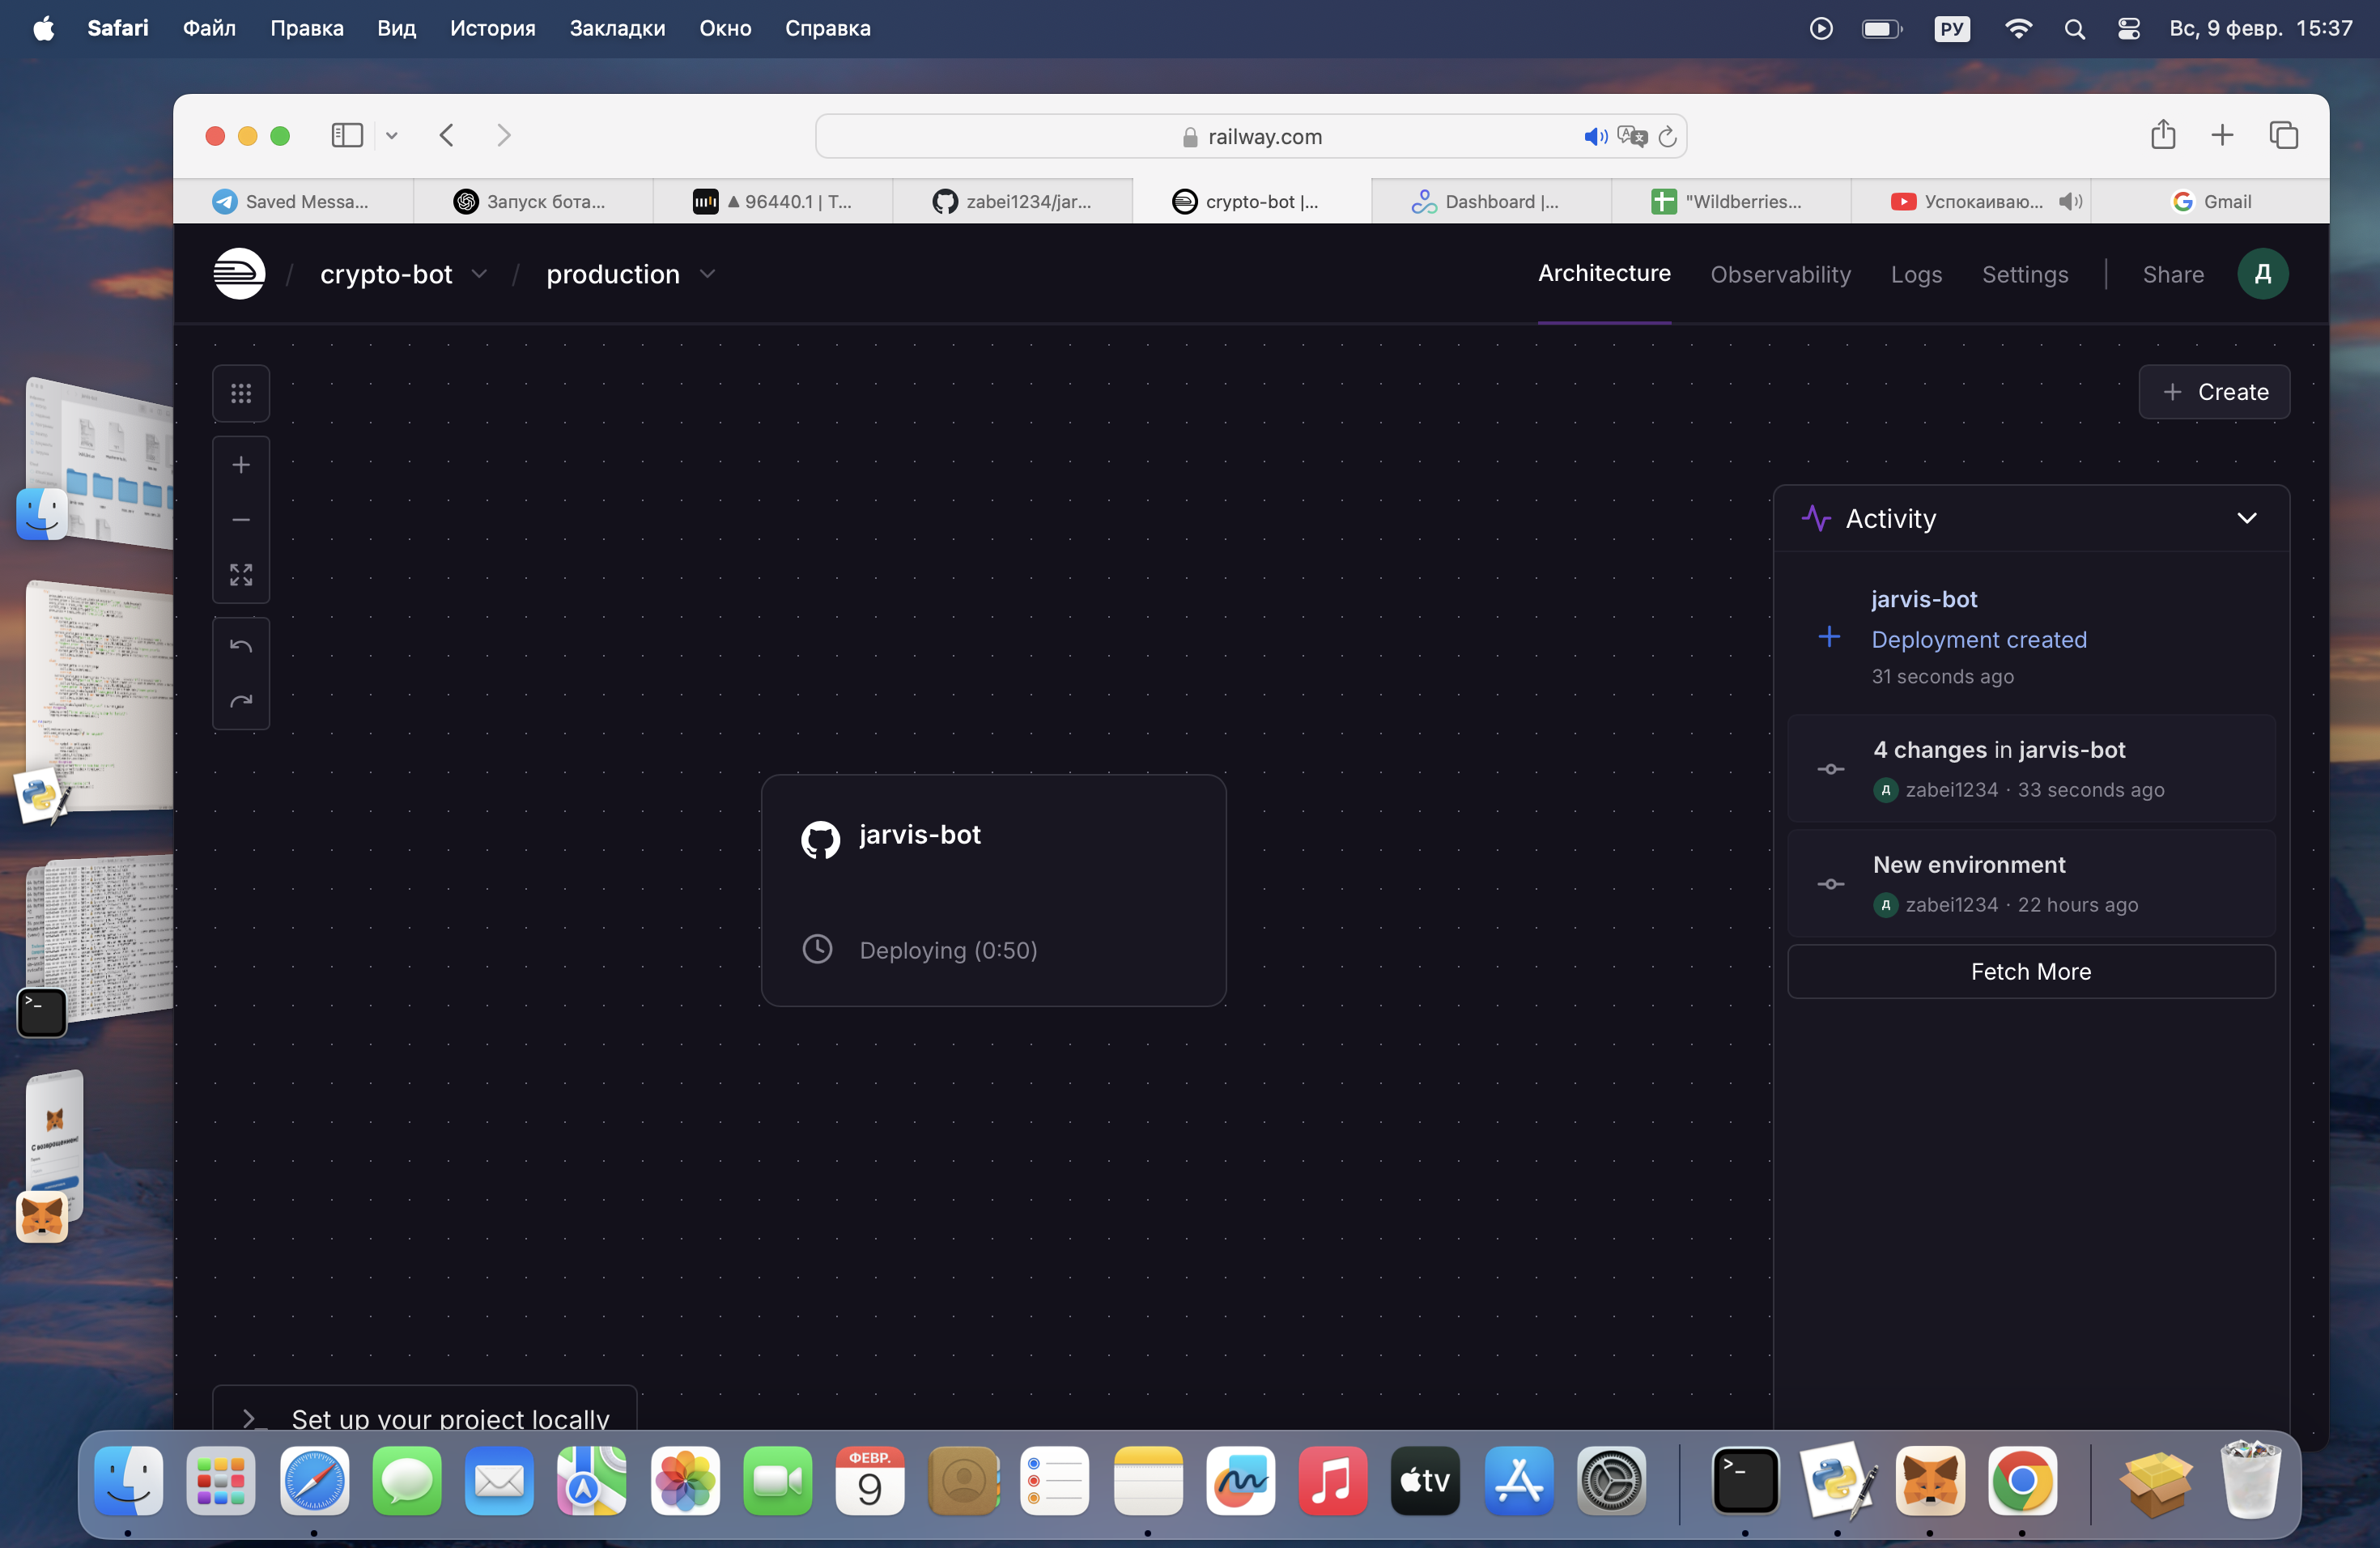 Safari Файл Правка Вид История Закладки Окно Справка РУ Вс, 9 февр. 15:37
railway.com
Saved Messa... Запуск бота... ▲ 96440.1 | T... zabei1234/jar... crypto-bot |... Dashboard |... "Wildberries... Успокаиваю... Gmail
/ crypto-bot / production Architecture Observability Logs Settings | Share Д
+ Create
Activity
jarvis-bot
Deployment created
31 seconds ago
4 changes in jarvis-bot
Д zabei1234 · 33 seconds ago
New environment
Д zabei1234 · 22 hours ago
Fetch More
jarvis-bot
Deploying (0:50)
С возвращением!
Set up your project locally
ФЕВР.
9
tv